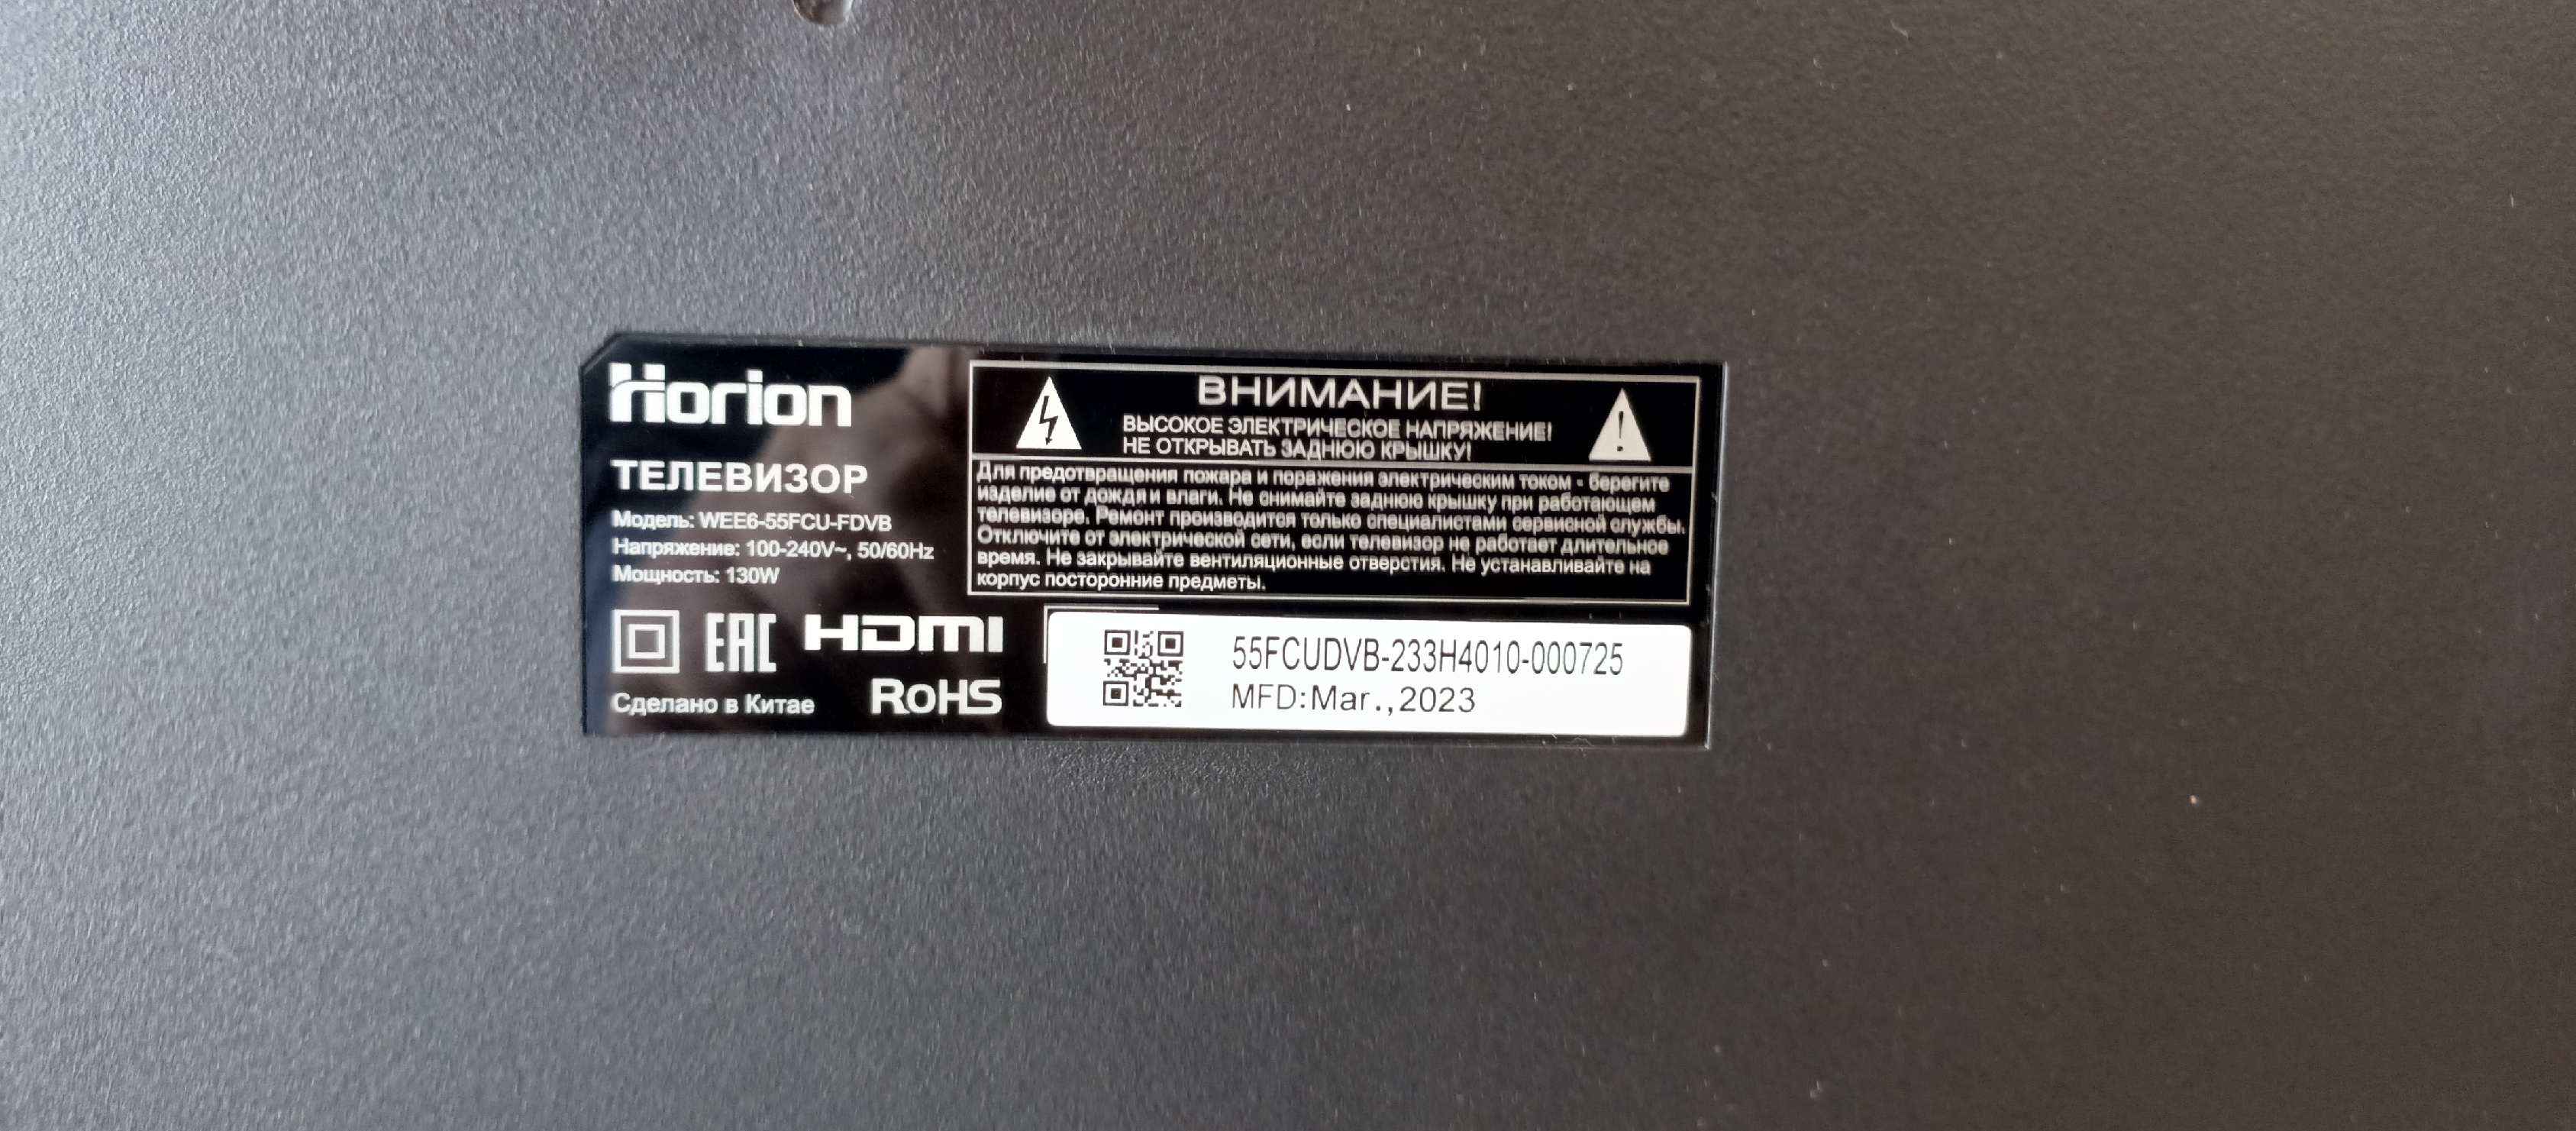 Horion
ТЕЛЕВИЗОР
Модель: WEE6-55FCU-FDVB
Напряжение: 100-240V~, 50/60Hz
Мощность: 130W
EAC
HDMI
Сделано в Китае
RoHS
ВНИМАНИЕ!
ВЫСОКОЕ ЭЛЕКТРИЧЕСКОЕ НАПРЯЖЕНИЕ!
НЕ ОТКРЫВАТЬ ЗАДНЮЮ КРЫШКУ!
Для предотвращения пожара и поражения электрическим током - берегите
изделие от дождя и влаги. Не снимайте заднюю крышку при работающем
телевизоре. Ремонт производится только специалистами сервисной службы.
Отключите от электрической сети, если телевизор не работает длительное
время. Не закрывайте вентиляционные отверстия. Не устанавливайте на
корпус посторонние предметы.
55FCUDVB-233H4010-000725
MFD:Mar.,2023